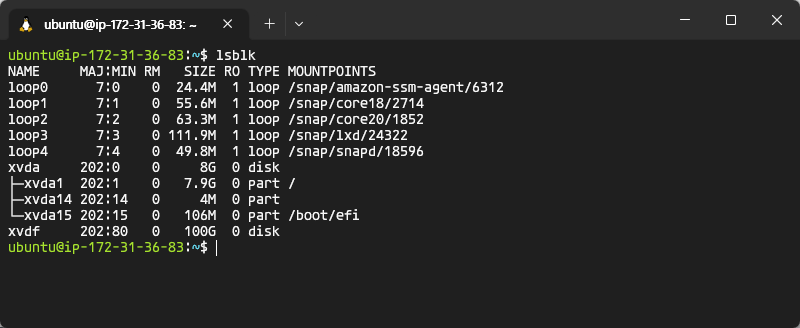 ubuntu@ip-172-31-36-83: ~
ubuntu@ip-172-31-36-83:~$ lsblk
NAME     MAJ:MIN RM   SIZE RO TYPE MOUNTPOINTS
loop0      7:0    0  24.4M  1 loop /snap/amazon-ssm-agent/6312
loop1      7:1    0  55.6M  1 loop /snap/core18/2714
loop2      7:2    0  63.3M  1 loop /snap/core20/1852
loop3      7:3    0 111.9M  1 loop /snap/lxd/24322
loop4      7:4    0  49.8M  1 loop /snap/snapd/18596
xvda     202:0    0     8G  0 disk
├─xvda1  202:1    0   7.9G  0 part /
├─xvda14 202:14   0     4M  0 part
└─xvda15 202:15   0   106M  0 part /boot/efi
xvdf     202:80   0   100G  0 disk
ubuntu@ip-172-31-36-83:~$